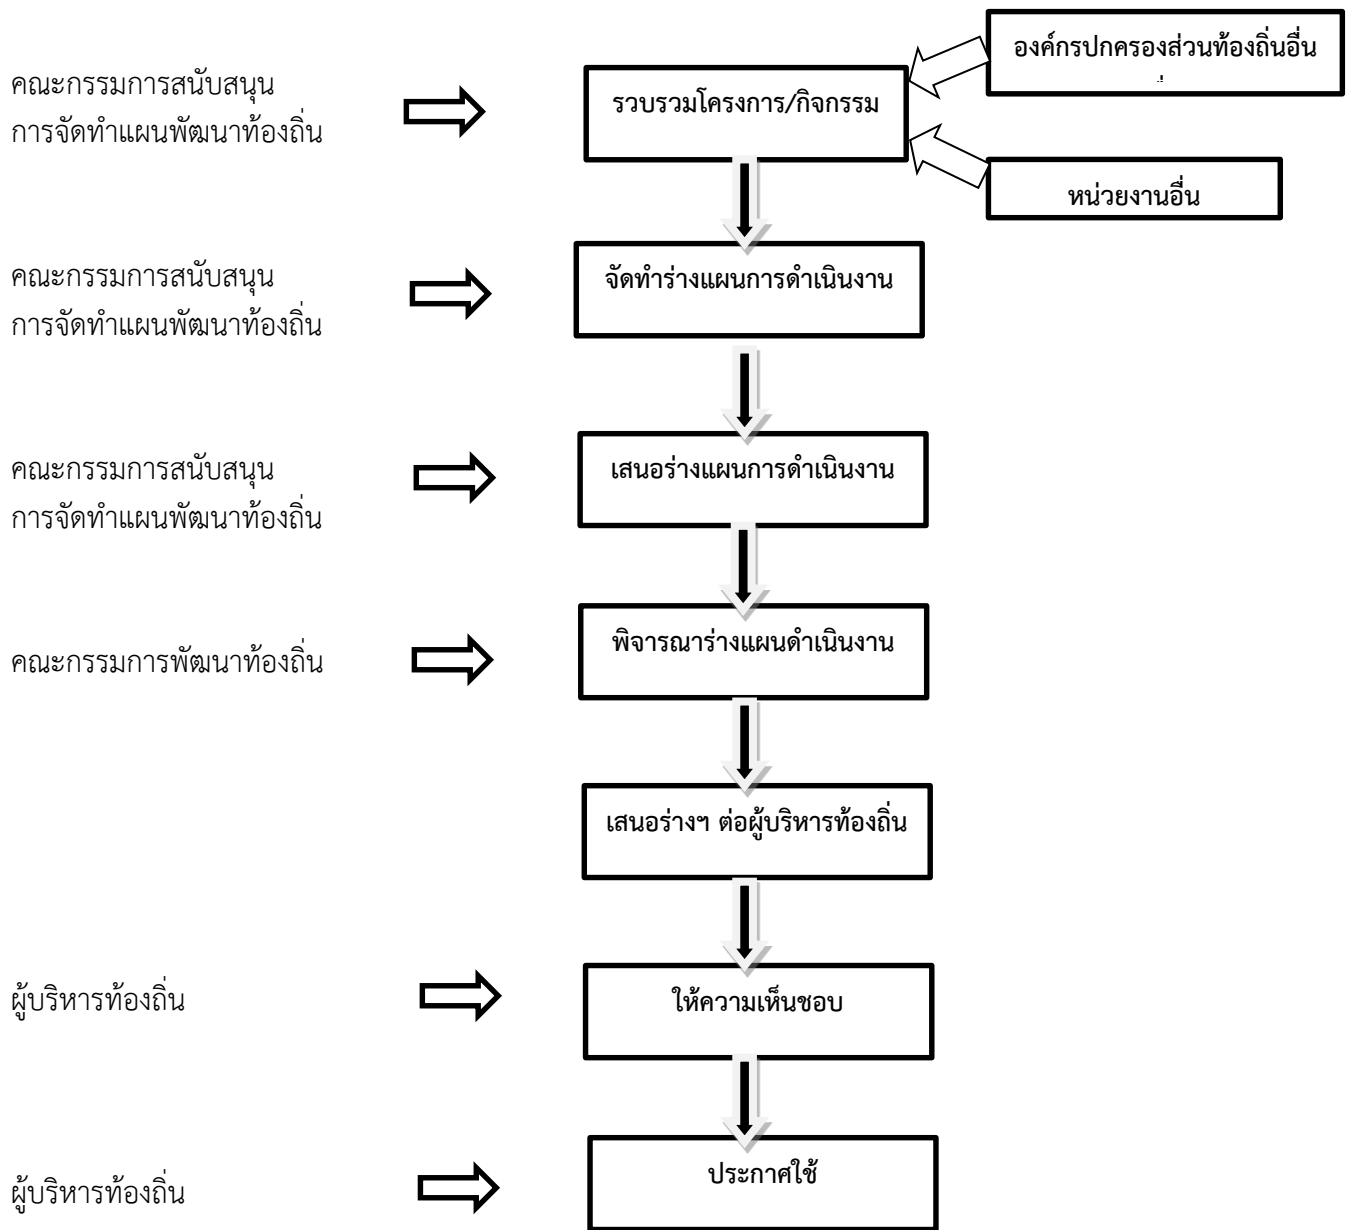 องค์กรปกครองส่วนท้องถิ่นอื่น
คณะกรรมการสนับสนุน
การจัดทำแผนพัฒนาท้องถิ่น
รวบรวมโครงการ/กิจกรรม
หน่วยงานอื่น
คณะกรรมการสนับสนุน
การจัดทำแผนพัฒนาท้องถิ่น
จัดทำร่างแผนการดำเนินงาน
คณะกรรมการสนับสนุน
การจัดทำแผนพัฒนาท้องถิ่น
เสนอร่างแผนการดำเนินงาน
คณะกรรมการพัฒนาท้องถิ่น
พิจารณาร่างแผนดำเนินงาน
เสนอร่างฯ ต่อผู้บริหารท้องถิ่น
ผู้บริหารท้องถิ่น
ให้ความเห็นชอบ
ผู้บริหารท้องถิ่น
ประกาศใช้